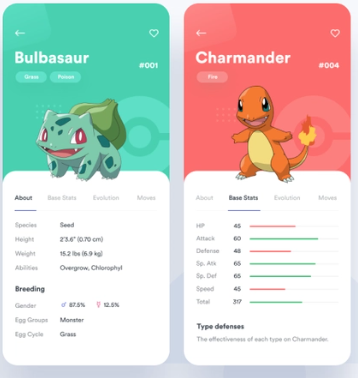 Bulbasaur
#001
Grass Poison
About Base Stats Evolution Moves
Species Seed
Height 2'3.6" (0.70 cm)
Weight 15.2 lbs (6.9 kg)
Abilities Overgrow, Chlorophyl
Breeding
Gender ♂ 87.5% ♀ 12.5%
Egg Groups Monster
Egg Cycle Grass
Charmander
#004
Fire
About Base Stats Evolution Moves
HP 45
Attack 60
Defense 48
Sp. Atk 65
Sp. Def 65
Speed 45
Total 317
Type defenses
The effectiveness of each type on Charmander.